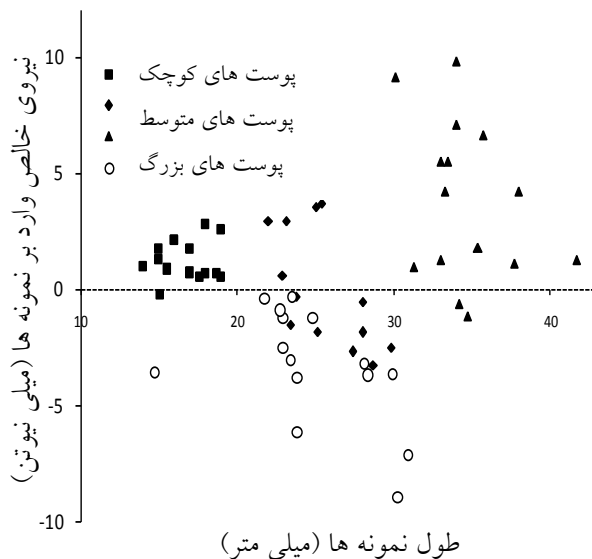 نیروی خالص وارد بر نمونه ها (میلی نیوتن)
10
5
0
-5
-10
پوست های کوچک
پوست های متوسط
پوست های بزرگ
10 20 30 40
طول نمونه ها (میلی متر)